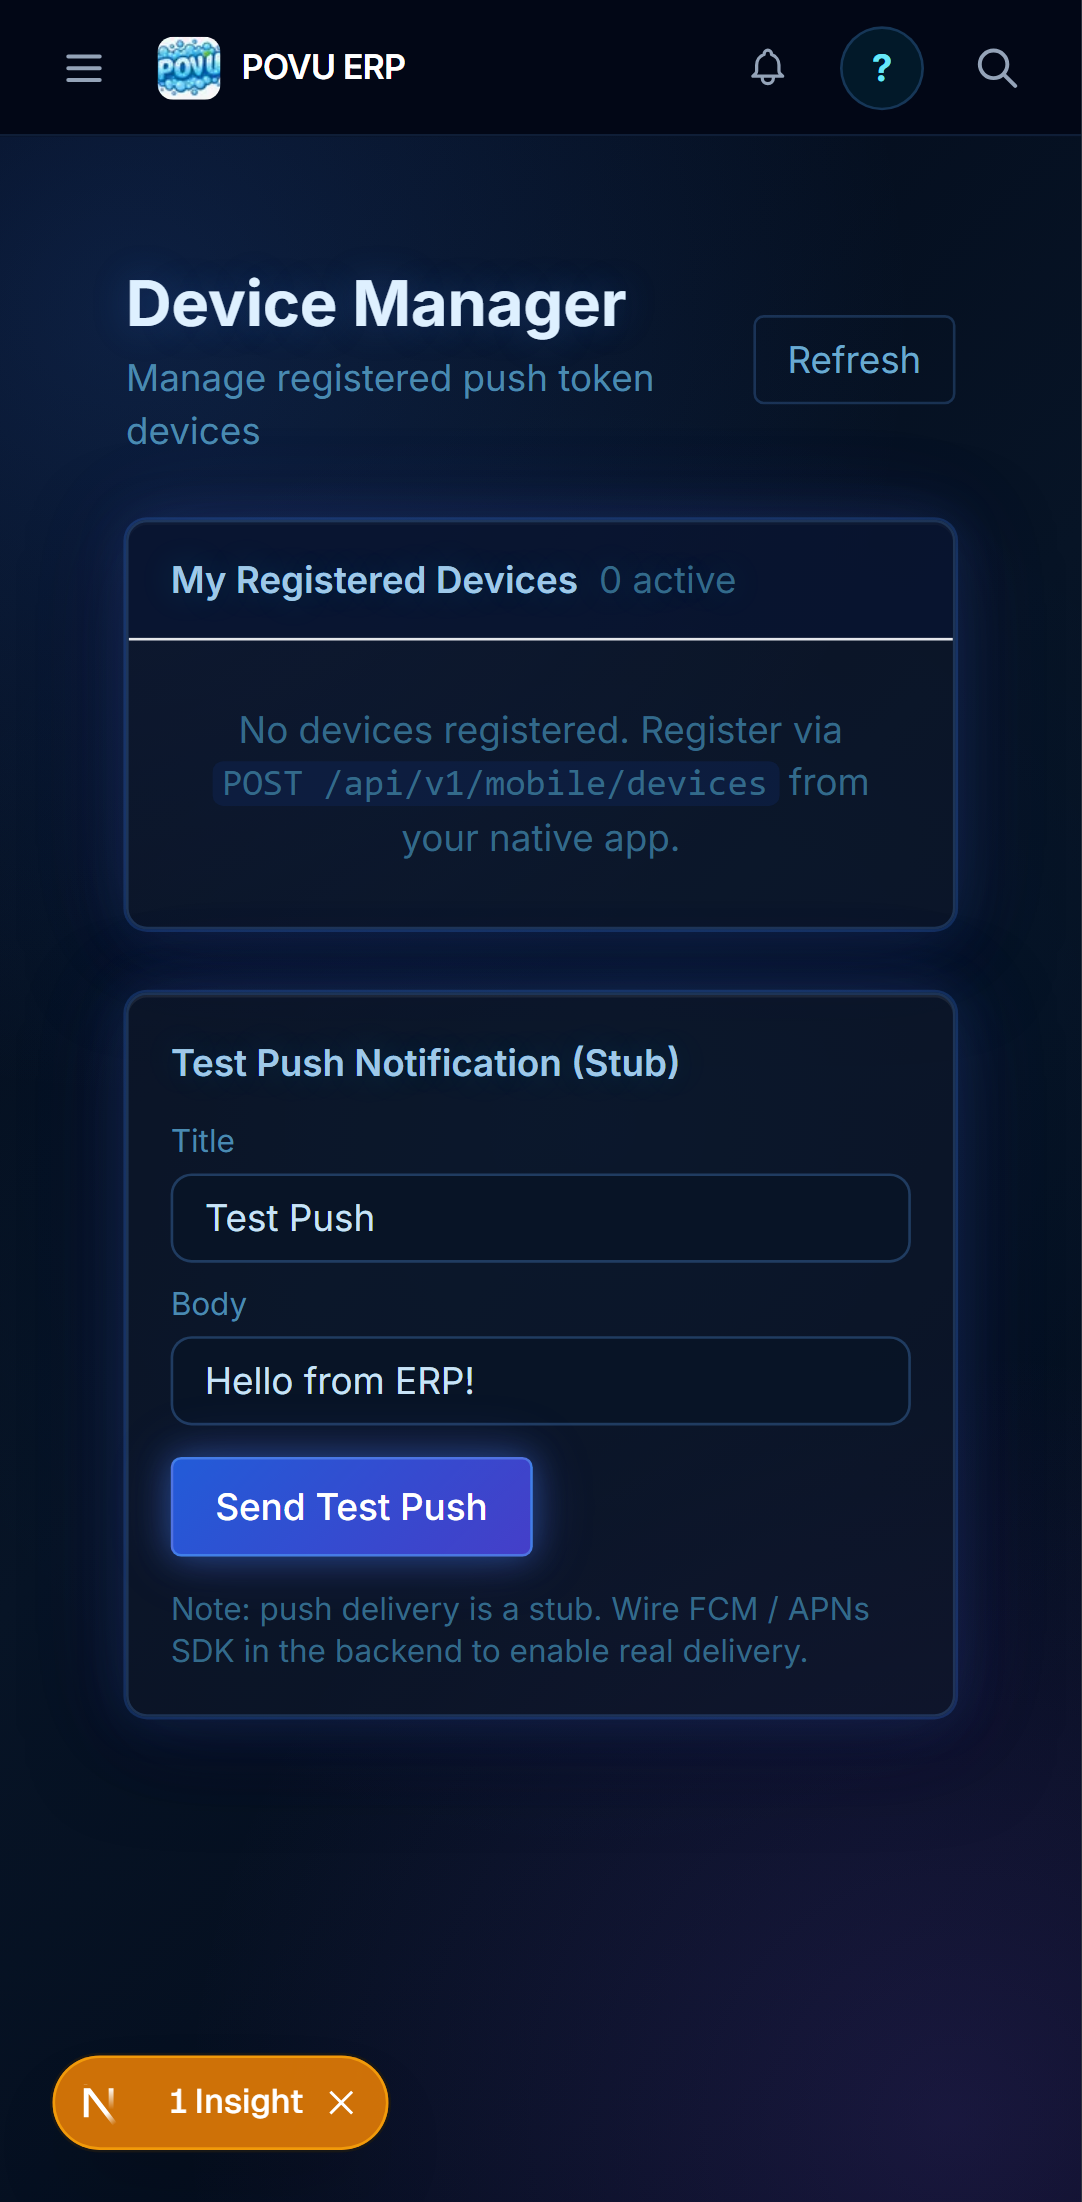 POVU
POVU ERP
?
Device Manager
Manage registered push token
devices
Refresh
My Registered Devices 0 active
No devices registered. Register via
POST /api/v1/mobile/devices from
your native app.
Test Push Notification (Stub)
Title
Test Push
Body
Hello from ERP!
Send Test Push
Note: push delivery is a stub. Wire FCM / APNs
SDK in the backend to enable real delivery.
N 1 Insight